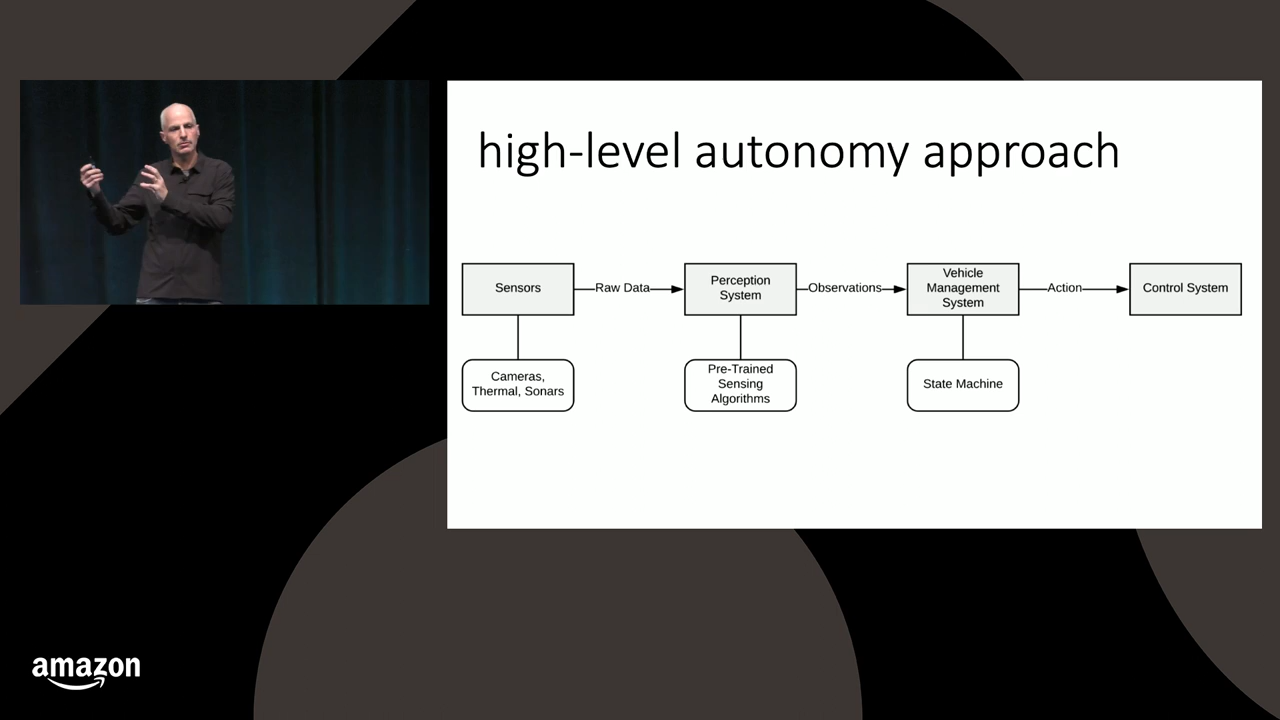 high-level autonomy approach
Sensors
Raw Data
Perception
System
Observations
Vehicle
Management
System
Action
Control System
Cameras,
Thermal, Sonars
Pre-Trained
Sensing
Algorithms
State Machine
amazon